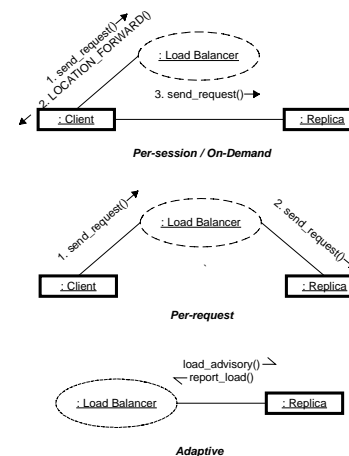 1. send_request()
2. LOCATION_FORWARD()
: Load Balancer
3. send_request()
: Client
: Replica
Per-session / On-Demand
1. send_request()
: Load Balancer
2. send_request()
: Client
: Replica
Per-request
load_advisory()
report_load()
: Load Balancer
: Replica
Adaptive